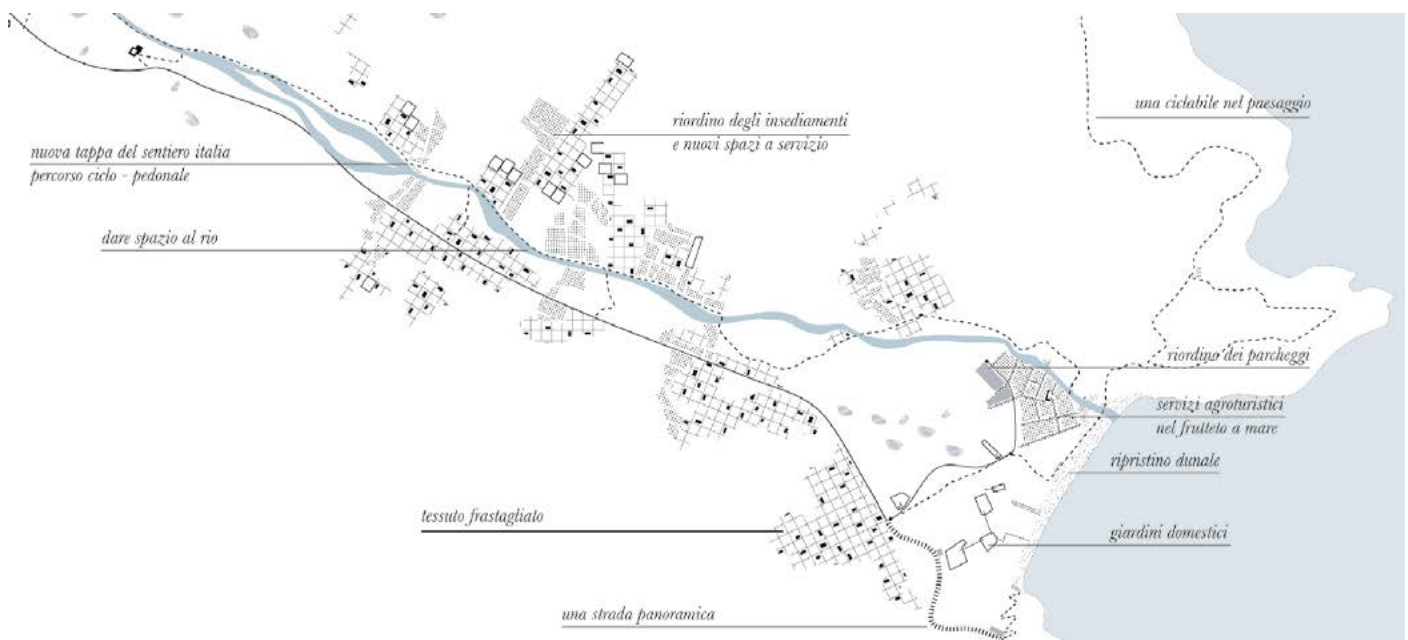 una ciclabile nel paesaggio
riordino degli insediamenti
e nuovi spazi a servizio
nuova tappa del sentiero italia
percorso ciclo - pedonale
dare spazio al rio
riordino dei parcheggi
servizi agroturistici
nel frutteto a mare
ripristino dunale
tessuto frastagliato
giardini domestici
una strada panoramica